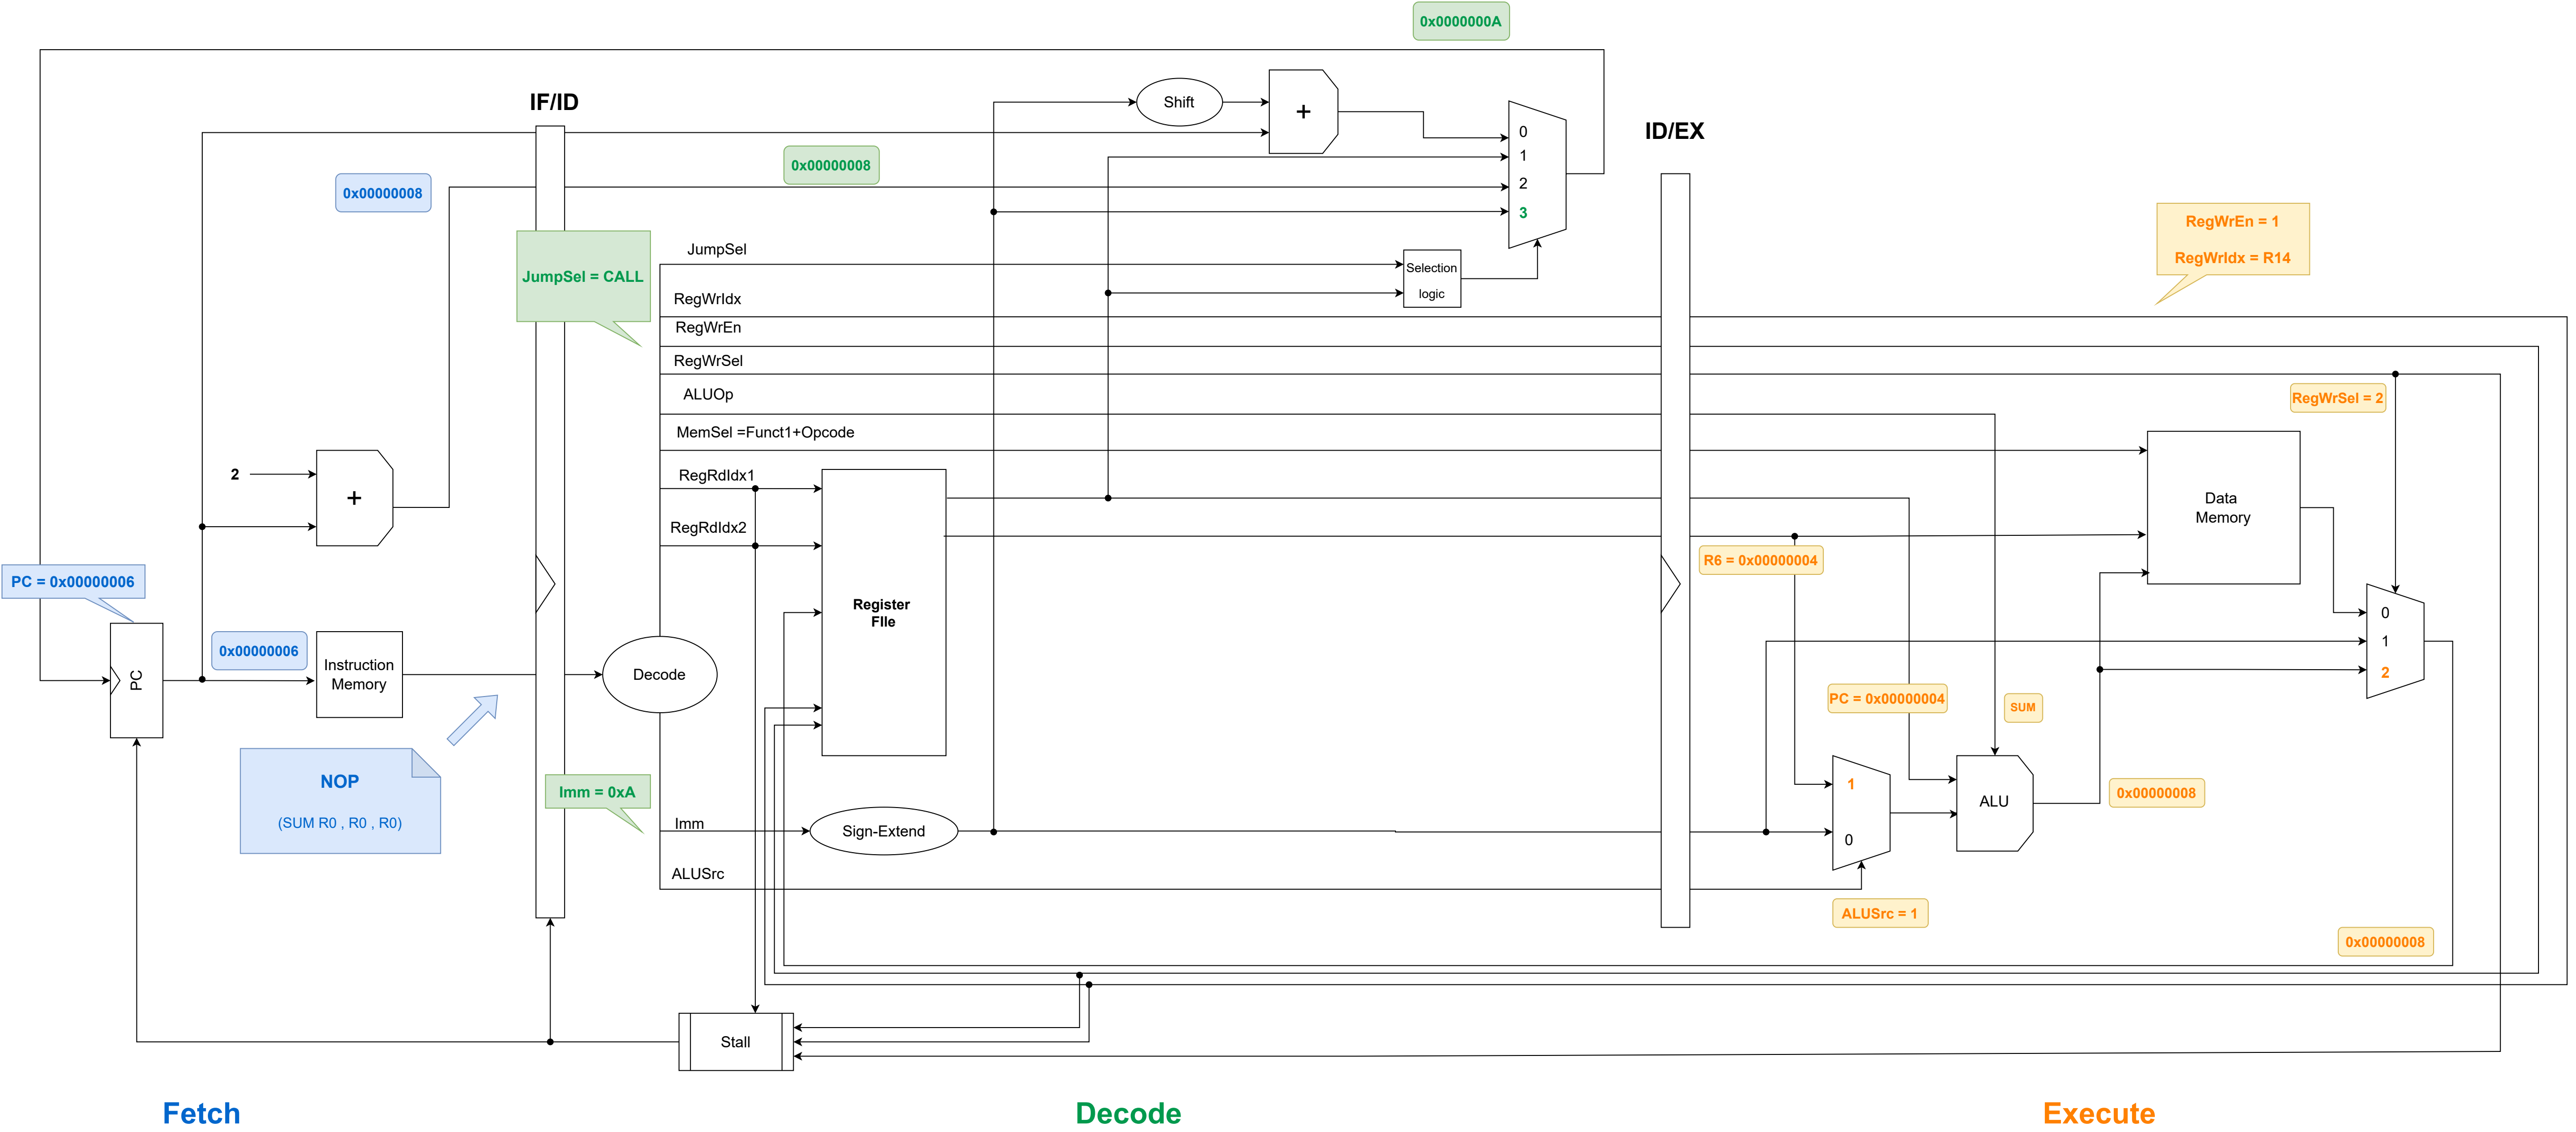 0x0000000A
IF/ID
Shift
+
0
1
2
3
ID/EX
0x00000008
0x00000008
JumpSel = CALL
JumpSel
Selection
logic
RegWrEn = 1
RegWrIdx = R14
RegWrIdx
RegWrEn
RegWrSel
ALUOp
MemSel =Funct1+Opcode
RegWrSel = 2
2
+
RegRdIdx1
RegRdIdx2
Register
FIle
Data
Memory
R6 = 0x00000004
PC = 0x00000006
PC
0x00000006
Instruction
Memory
Decode
0
1
2
PC = 0x00000004
SUM
NOP
(SUM R0 , R0 , R0)
Imm = 0xA
Imm
Sign-Extend
1
0
ALU
0x00000008
ALUSrc
ALUSrc = 1
0x00000008
Stall
Fetch
Decode
Execute